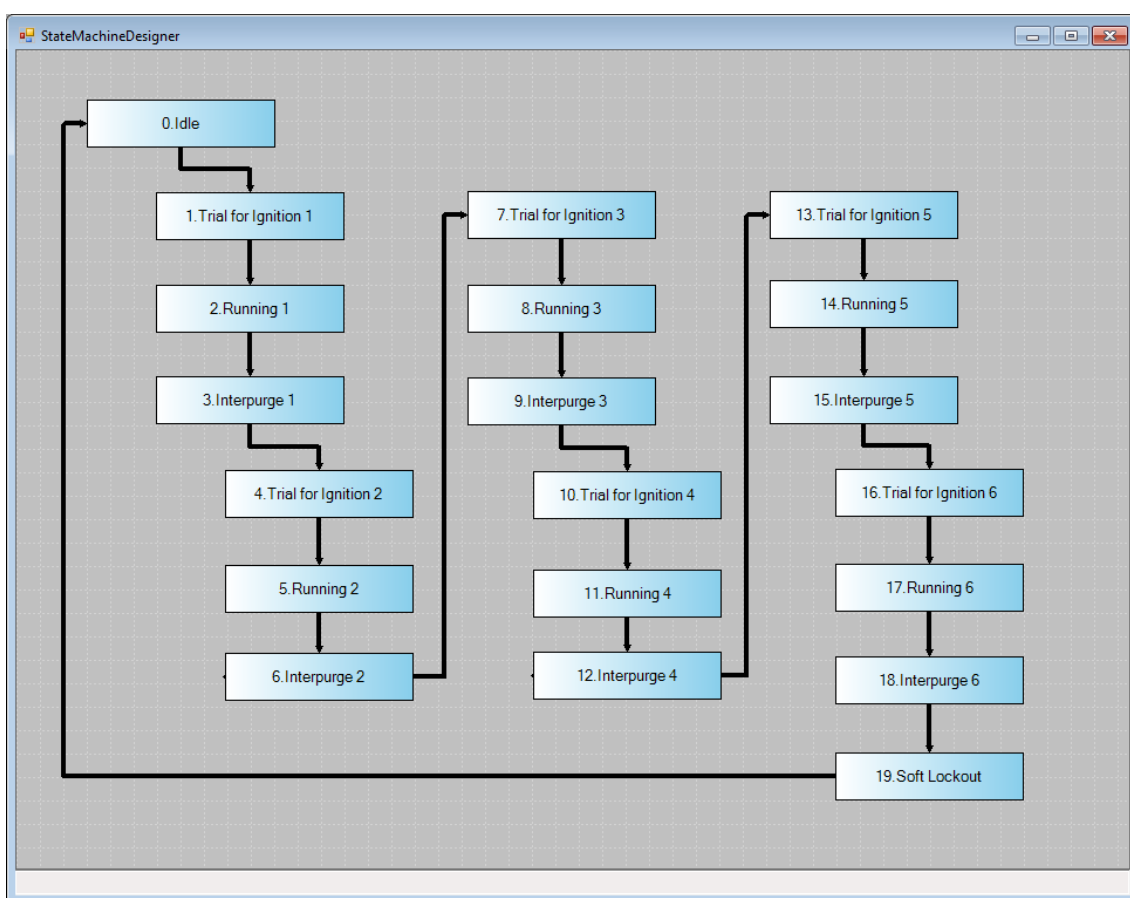 StateMachineDesigner
0.Idle
1.Trial for Ignition 1
2.Running 1
3.Interpurge 1
4.Trial for Ignition 2
5.Running 2
6.Interpurge 2
7.Trial for Ignition 3
8.Running 3
9.Interpurge 3
10.Trial for Ignition 4
11.Running 4
12.Interpurge 4
13.Trial for Ignition 5
14.Running 5
15.Interpurge 5
16.Trial for Ignition 6
17.Running 6
18.Interpurge 6
19.Soft Lockout